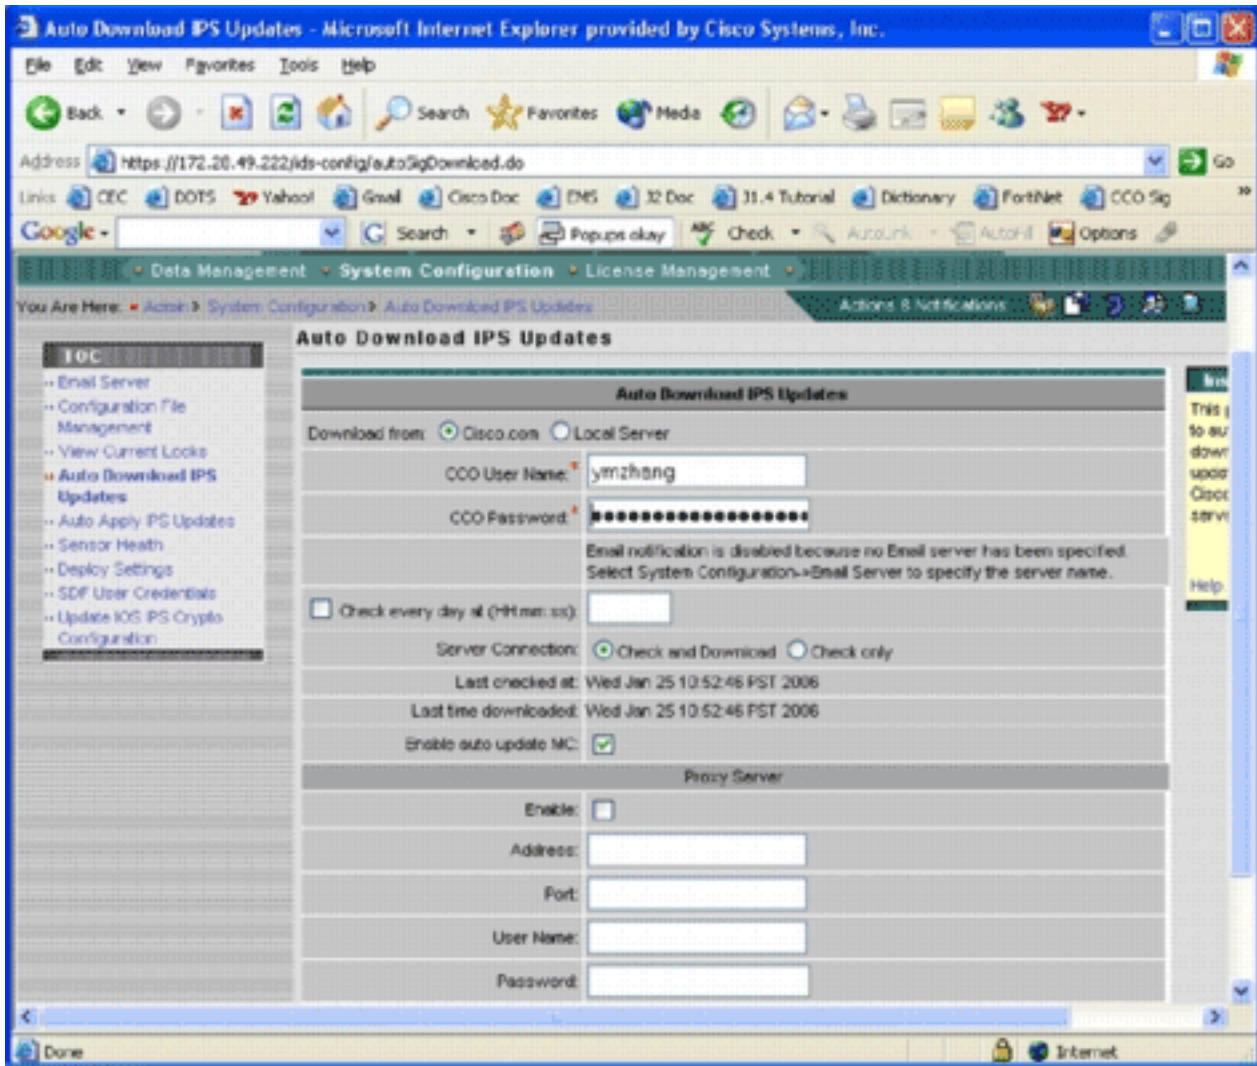 Auto Download IPS Updates - Microsoft Internet Explorer provided by Cisco Systems, Inc.
File Edit View Favorites Tools Help
Back Search Favorites Media
Address https://172.20.49.222/ids-config/autoSigDownload.do Go
Links CEC DOTS Yahoo! Gmail Cisco Doc EMS J2 Doc J1.4 Tutorial Dictionary FortiNet CCO Sig
Google Search Popups okay Check AutoLink AutoFill Options
Data Management System Configuration License Management
You Are Here: Admin > System Configuration > Auto Download IPS Updates Actions & Notifications
Auto Download IPS Updates
TOC
Email Server
Configuration File
Management
View Current Locks
Auto Download IPS
Updates
Auto Apply IPS Updates
Sensor Health
Deploy Settings
SDF User Credentials
Update IOS IPS Crypto
Configuration
Auto Download IPS Updates
Download from: Cisco.com Local Server
CCO User Name:* ymzhang
CCO Password:*
Email notification is disabled because no Email server has been specified.
Select System Configuration->Email Server to specify the server name.
Check every day at (HH:mm:ss):
Server Connection: Check and Download Check only
Last checked at: Wed Jan 25 10:52:46 PST 2006
Last time downloaded: Wed Jan 25 10:52:46 PST 2006
Enable auto update MC:
Proxy Server
Enable:
Address:
Port:
User Name:
Password:
This
to au
down
Cisco
serve
Help
Done Internet